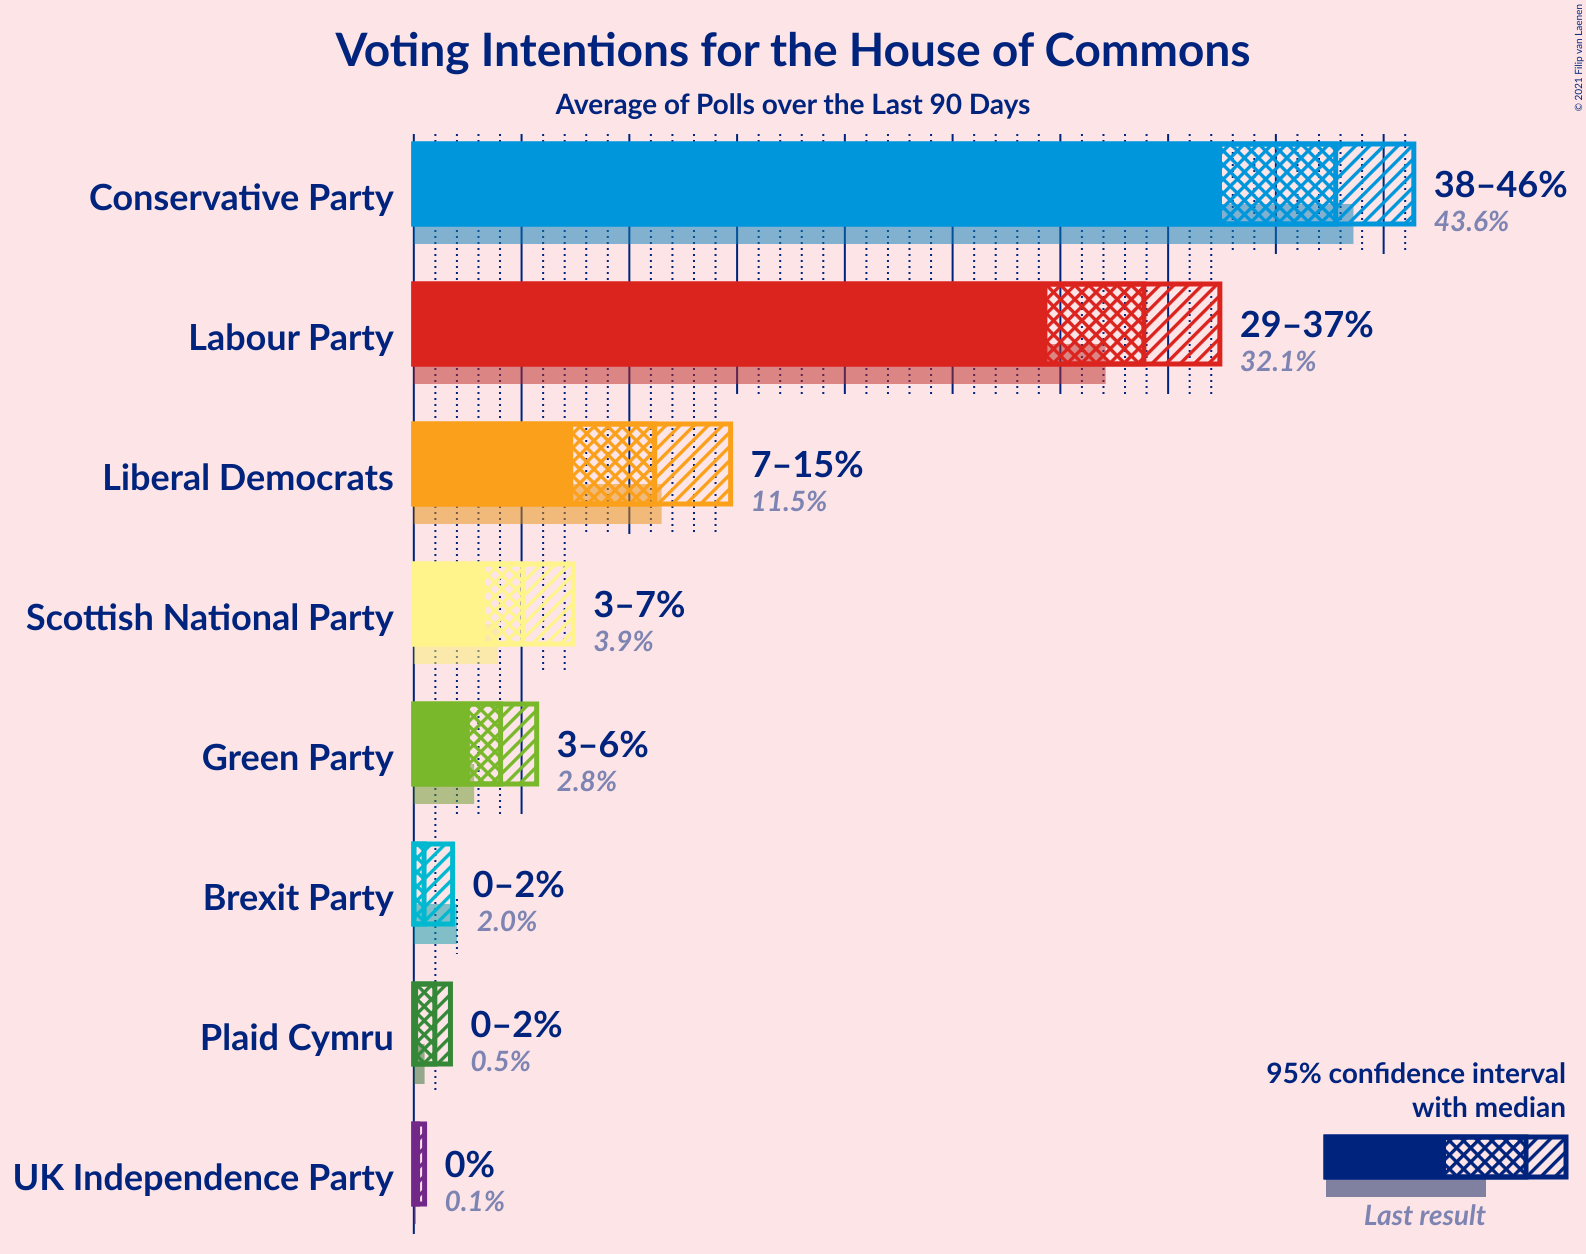 Voting Intentions for the House of Commons
Average of Polls over the Last 90 Days
© 2021 Filip van Laenen
Conservative Party
38–46%
43.6%
Labour Party
29–37%
32.1%
Liberal Democrats
7–15%
11.5%
Scottish National Party
3–7%
3.9%
Green Party
3–6%
2.8%
Brexit Party
0–2%
2.0%
Plaid Cymru
0–2%
0.5%
UK Independence Party
0%
0.1%
95% confidence interval
with median
Last result